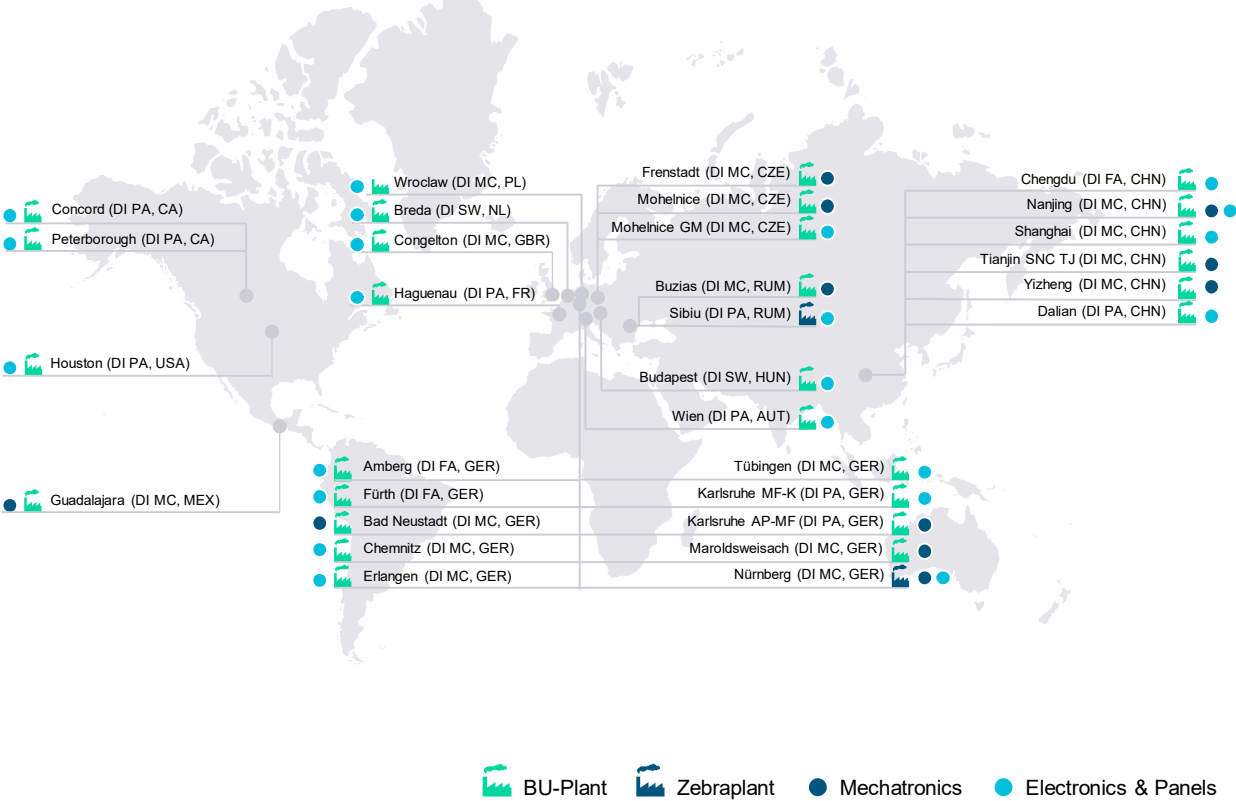 Concord (DI PA, CA)
Peterborough (DI PA, CA)
Houston (DI PA, USA)
Guadalajara (DI MC, MEX)
Wroclaw (DI MC, PL)
Breda (DI SW, NL)
Congelton (DI MC, GBR)
Haguenau (DI PA, FR)
Frenstadt (DI MC, CZE)
Mohelnice (DI MC, CZE)
Mohelnice GM (DI MC, CZE)
Buzias (DI MC, RUM)
Sibiu (DI PA, RUM)
Budapest (DI SW, HUN)
Wien (DI PA, AUT)
Chengdu (DI FA, CHN)
Nanjing (DI MC, CHN)
Shanghai (DI MC, CHN)
Tianjin SNC TJ (DI MC, CHN)
Yizheng (DI MC, CHN)
Dalian (DI PA, CHN)
Amberg (DI FA, GER)
Fürth (DI FA, GER)
Bad Neustadt (DI MC, GER)
Chemnitz (DI MC, GER)
Erlangen (DI MC, GER)
Tübingen (DI MC, GER)
Karlsruhe MF-K (DI PA, GER)
Karlsruhe AP-MF (DI PA, GER)
Maroldsweisach (DI MC, GER)
Nürnberg (DI MC, GER)
BU-Plant
Zebraplant
Mechatronics
Electronics & Panels